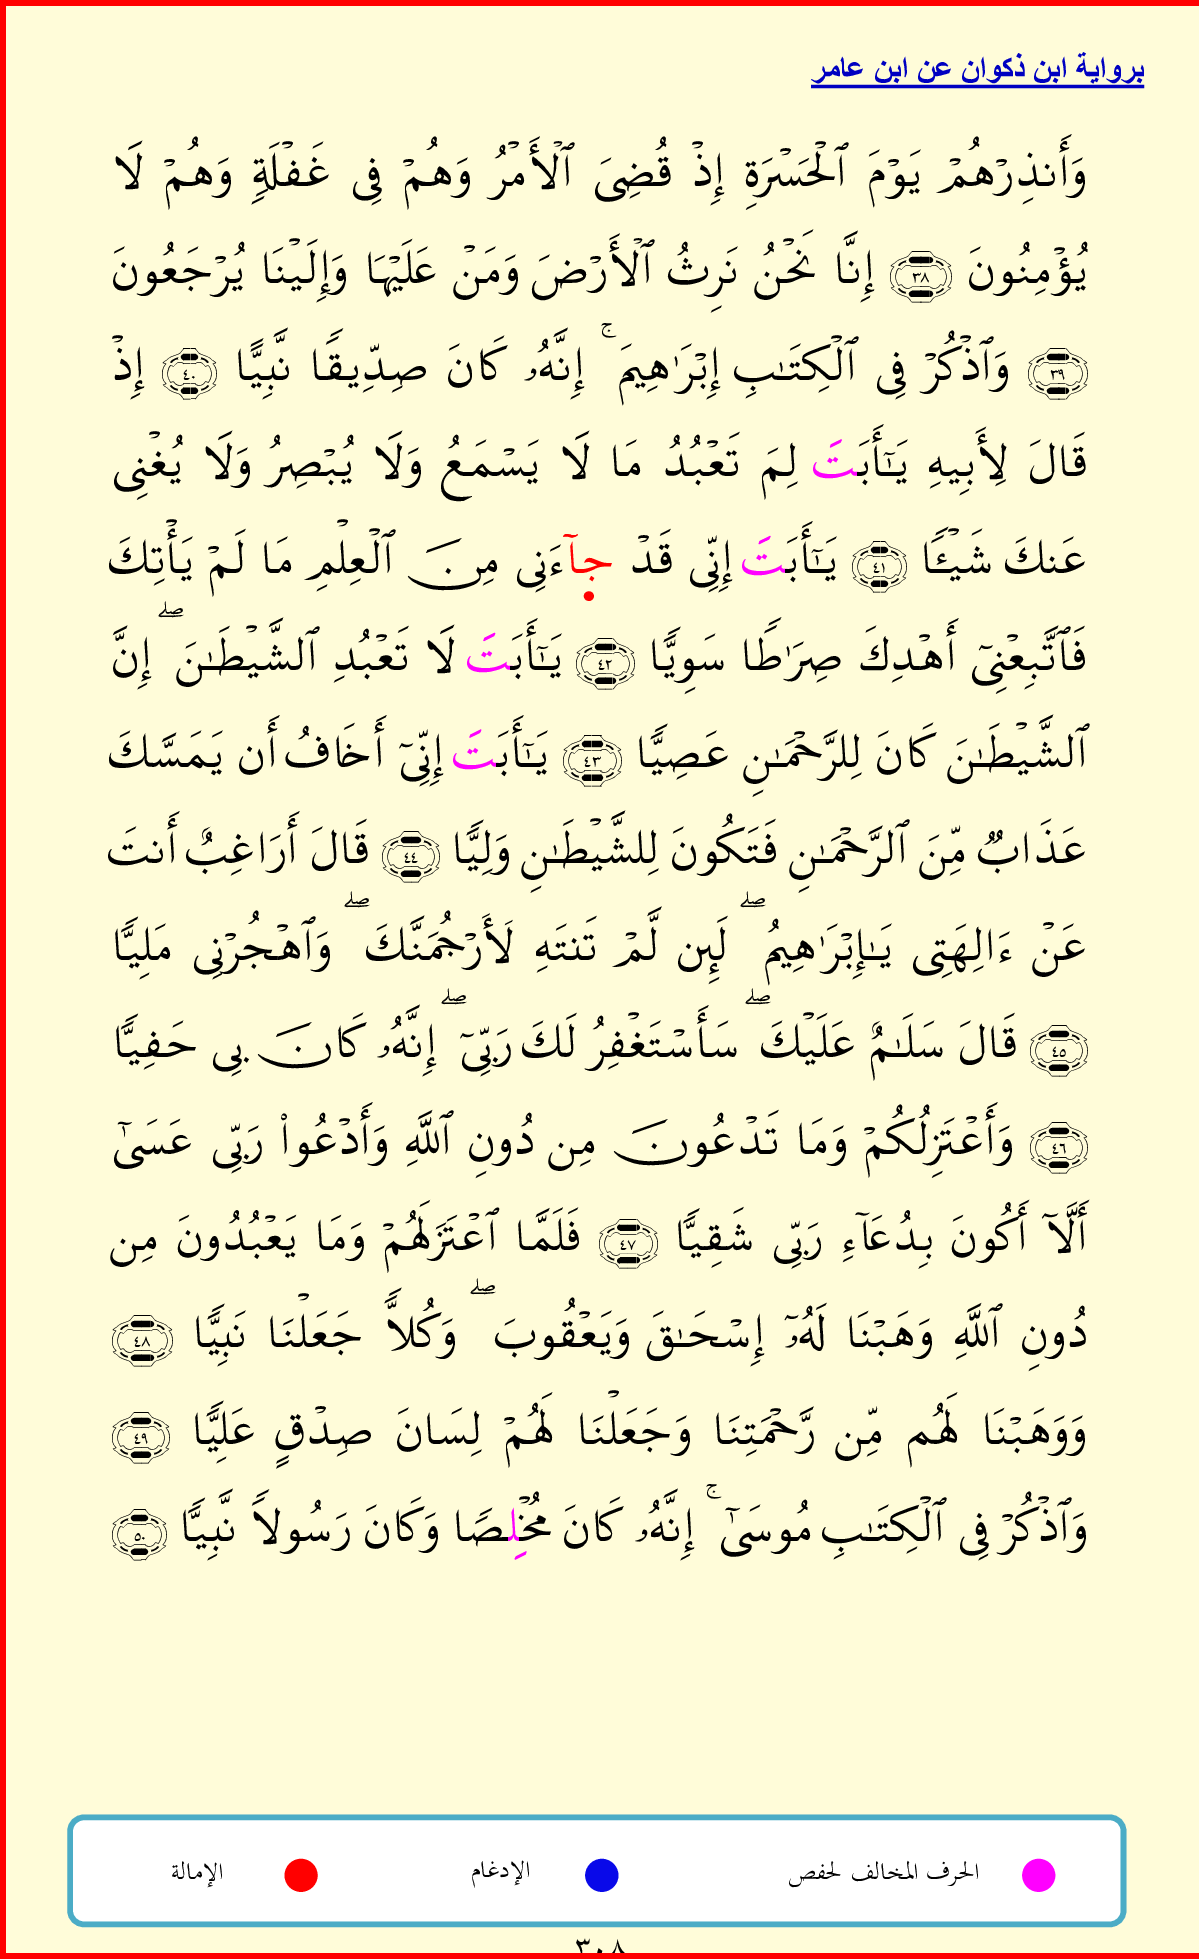 برواية ابن ذكوان عن ابن عامر
وَأَنذِرْهُمْ يَوْمَ ٱلْحَسْرَةِ إِذْ قُضِىَ ٱلْأَمْرُ وَهُمْ فِى غَفْلَةٍ وَهُمْ لَا
يُؤْمِنُونَ ٣٨ إِنَّا نَحْنُ نَرِثُ ٱلْأَرْضَ وَمَنْ عَلَيْهَا وَإِلَيْنَا يُرْجَعُونَ
٣٩ وَٱذْكُرْ فِى ٱلْكِتَـٰبِ إِبْرَٰهِيمَ ۚ إِنَّهُۥ كَانَ صِدِّيقًا نَّبِيًّا ٤٠ إِذْ
قَالَ لِأَبِيهِ يَـٰٓأَبَتَ لِمَ تَعْبُدُ مَا لَا يَسْمَعُ وَلَا يُبْصِرُ وَلَا يُغْنِى
عَنكَ شَيْـًٔا ٤١ يَـٰٓأَبَتَ إِنِّى قَدْ جآءَنِى مِنَ ٱلْعِلْمِ مَا لَمْ يَأْتِكَ
فَٱتَّبِعْنِىٓ أَهْدِكَ صِرَٰطًا سَوِيًّا ٤٢ يَـٰٓأَبَتَ لَا تَعْبُدِ ٱلشَّيْطَـٰنَ ۖ إِنَّ
ٱلشَّيْطَـٰنَ كَانَ لِلرَّحْمَـٰنِ عَصِيًّا ٤٣ يَـٰٓأَبَتَ إِنِّىٓ أَخَافُ أَن يَمَسَّكَ
عَذَابٌ مِّنَ ٱلرَّحْمَـٰنِ فَتَكُونَ لِلشَّيْطَـٰنِ وَلِيًّا ٤٤ قَالَ أَرَاغِبٌ أَنتَ
عَنْ ءَالِهَتِى يَـٰإِبْرَٰهِيمُ ۖ لَئِن لَّمْ تَنتَهِ لَأَرْجُمَنَّكَ ۖ وَٱهْجُرْنِى مَلِيًّا
٤٥ قَالَ سَلَـٰمٌ عَلَيْكَ ۖ سَأَسْتَغْفِرُ لَكَ رَبِّىٓ ۖ إِنَّهُۥ كَانَ بِى حَفِيًّا
٤٦ وَأَعْتَزِلُكُمْ وَمَا تَدْعُونَ مِن دُونِ ٱللَّهِ وَأَدْعُوا۟ رَبِّى عَسَىٰٓ
أَلَّآ أَكُونَ بِدُعَآءِ رَبِّى شَقِيًّا ٤٧ فَلَمَّا ٱعْتَزَلَهُمْ وَمَا يَعْبُدُونَ مِن
دُونِ ٱللَّهِ وَهَبْنَا لَهُۥٓ إِسْحَـٰقَ وَيَعْقُوبَ ۖ وَكُلاًّ جَعَلْنَا نَبِيًّا ٤٨
وَوَهَبْنَا لَهُم مِّن رَّحْمَتِنَا وَجَعَلْنَا لَهُمْ لِسَانَ صِدْقٍ عَلِيًّا ٤٩
وَٱذْكُرْ فِى ٱلْكِتَـٰبِ مُوسَىٰٓ ۚ إِنَّهُۥ كَانَ مُخْلِصًا وَكَانَ رَسُولاً نَّبِيًّا ٥٠
الحرف المخالف لحفص الإدغام الإمالة
٣٠٨